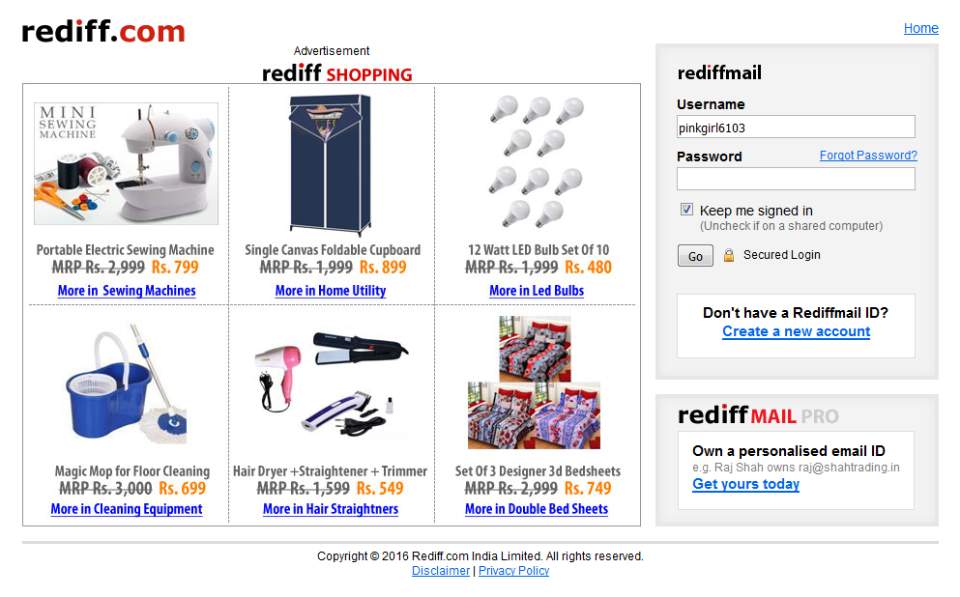 rediff.com
Home
Advertisement
rediff SHOPPING
MINI
SEWING
MACHINE
Portable Electric Sewing Machine
MRP Rs. 2,999 Rs. 799
More in Sewing Machines
Single Canvas Foldable Cupboard
MRP Rs. 1,999 Rs. 899
More in Home Utility
12 Watt LED Bulb Set Of 10
MRP Rs. 1,999 Rs. 480
More in Led Bulbs
Magic Mop for Floor Cleaning
MRP Rs. 3,000 Rs. 699
More in Cleaning Equipment
Hair Dryer +Straightener + Trimmer
MRP Rs. 1,599 Rs. 549
More in Hair Straightners
Set Of 3 Designer 3d Bedsheets
MRP Rs. 2,999 Rs. 749
More in Double Bed Sheets
rediffmail
Username
pinkgirl6103
Password Forgot Password?
Keep me signed in
(Uncheck if on a shared computer)
Go Secured Login
Don't have a Rediffmail ID?
Create a new account
rediff MAIL PRO
Own a personalised email ID
e.g. Raj Shah owns raj@shahtrading.in
Get yours today
Copyright © 2016 Rediff.com India Limited. All rights reserved.
Disclaimer | Privacy Policy